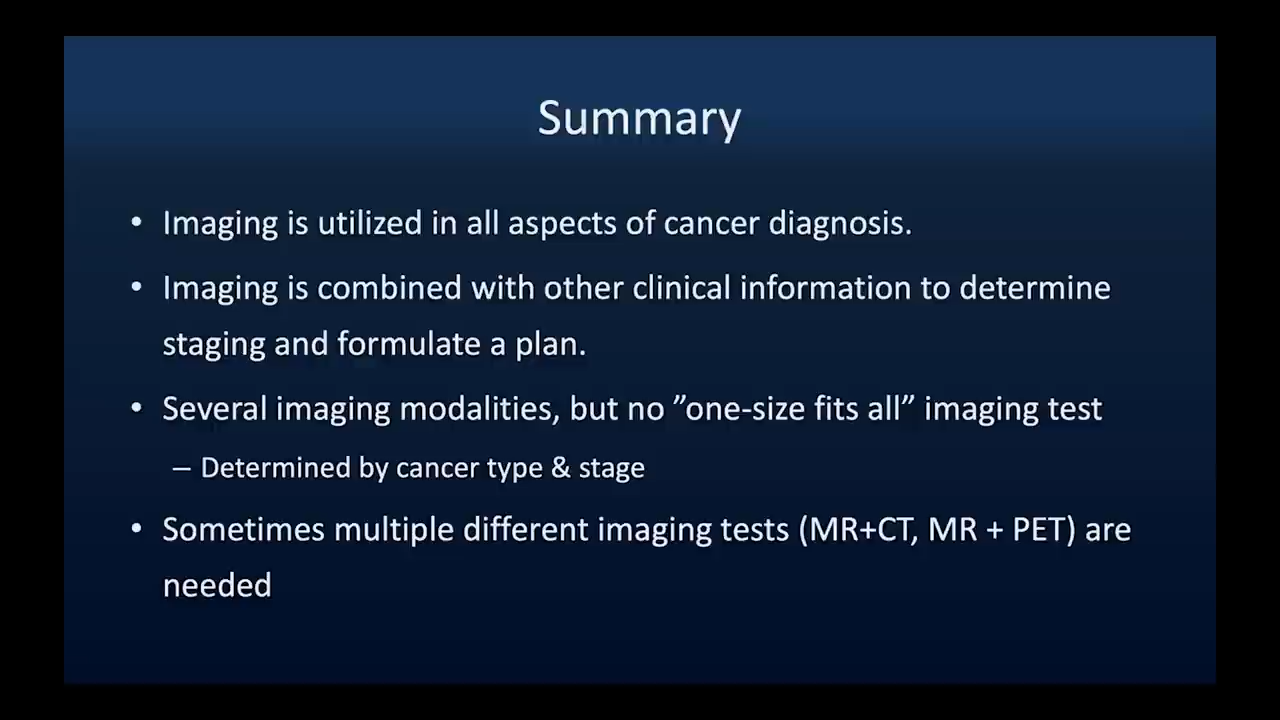 Summary
• Imaging is utilized in all aspects of cancer diagnosis.
• Imaging is combined with other clinical information to determine
staging and formulate a plan.
• Several imaging modalities, but no ”one-size fits all” imaging test
– Determined by cancer type & stage
• Sometimes multiple different imaging tests (MR+CT, MR + PET) are
needed